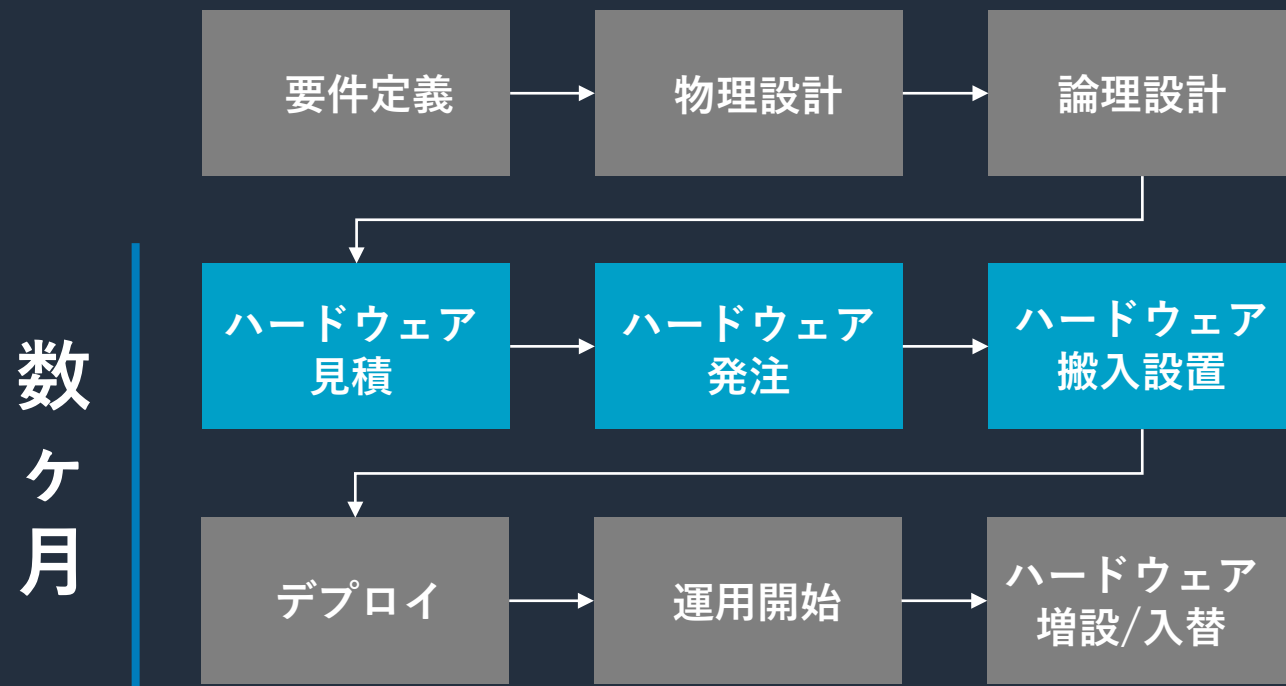 要件定義
物理設計
論理設計
数ヶ月
ハードウェア
見積
ハードウェア
発注
ハードウェア
搬入設置
デプロイ
運用開始
ハードウェア
増設/入替